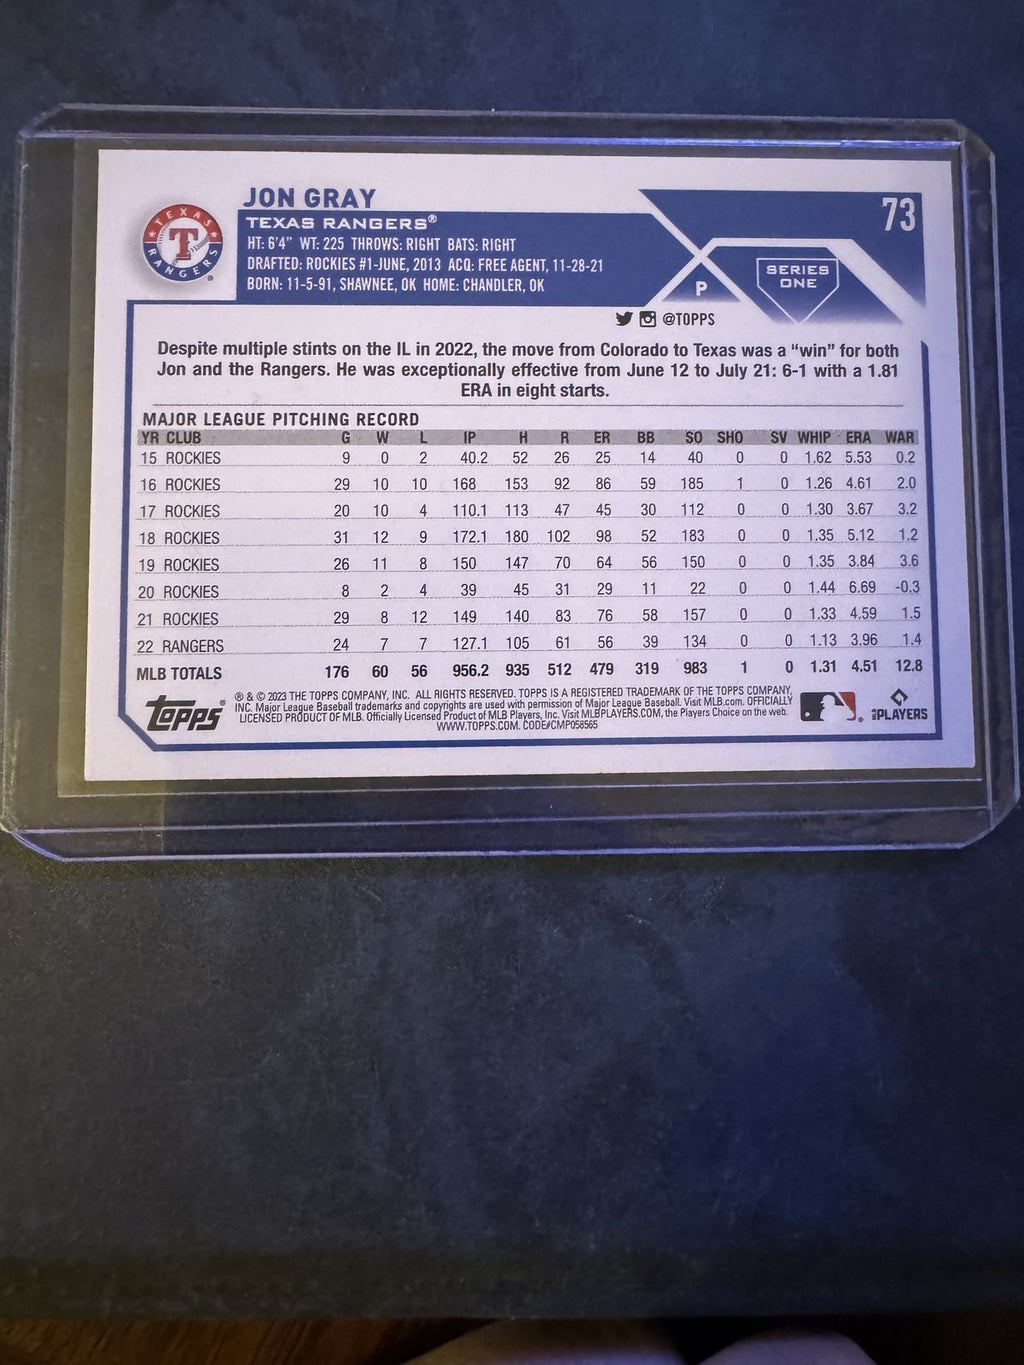 JON GRAY
73
TEXAS RANGERS®
HT: 6'4" WT: 225 THROWS: RIGHT BATS: RIGHT
DRAFTED: ROCKIES #1-JUNE, 2013 ACQ: FREE AGENT, 11-28-21
BORN: 11-5-91, SHAWNEE, OK HOME: CHANDLER, OK
TEXAS
T
RANGERS
®
P
SERIES
ONE
@TOPPS
Despite multiple stints on the IL in 2022, the move from Colorado to Texas was a “win” for both
Jon and the Rangers. He was exceptionally effective from June 12 to July 21: 6-1 with a 1.81
ERA in eight starts.
MAJOR LEAGUE PITCHING RECORD
YR CLUB G W L IP H R ER BB SO SHO SV WHIP ERA WAR
15 ROCKIES 9 0 2 40.2 52 26 25 14 40 0 0 1.62 5.53 0.2
16 ROCKIES 29 10 10 168 153 92 86 59 185 1 0 1.26 4.61 2.0
17 ROCKIES 20 10 4 110.1 113 47 45 30 112 0 0 1.30 3.67 3.2
18 ROCKIES 31 12 9 172.1 180 102 98 52 183 0 0 1.35 5.12 1.2
19 ROCKIES 26 11 8 150 147 70 64 56 150 0 0 1.35 3.84 3.6
20 ROCKIES 8 2 4 39 45 31 29 11 22 0 0 1.44 6.69 -0.3
21 ROCKIES 29 8 12 149 140 83 76 58 157 0 0 1.33 4.59 1.5
22 RANGERS 24 7 7 127.1 105 61 56 39 134 0 0 1.13 3.96 1.4
MLB TOTALS 176 60 56 956.2 935 512 479 319 983 1 0 1.31 4.51 12.8
Topps®
® & © 2023 THE TOPPS COMPANY, INC. ALL RIGHTS RESERVED. TOPPS IS A REGISTERED TRADEMARK OF THE TOPPS COMPANY,
INC. Major League Baseball trademarks and copyrights are used with permission of Major League Baseball. Visit MLB.com. OFFICIALLY
LICENSED PRODUCT OF MLB. Officially Licensed Product of MLB Players, Inc. Visit MLBPLAYERS.COM, the Players Choice on the web.
WWW.TOPPS.COM. CODE#CMP058565
MLBPLAYERS